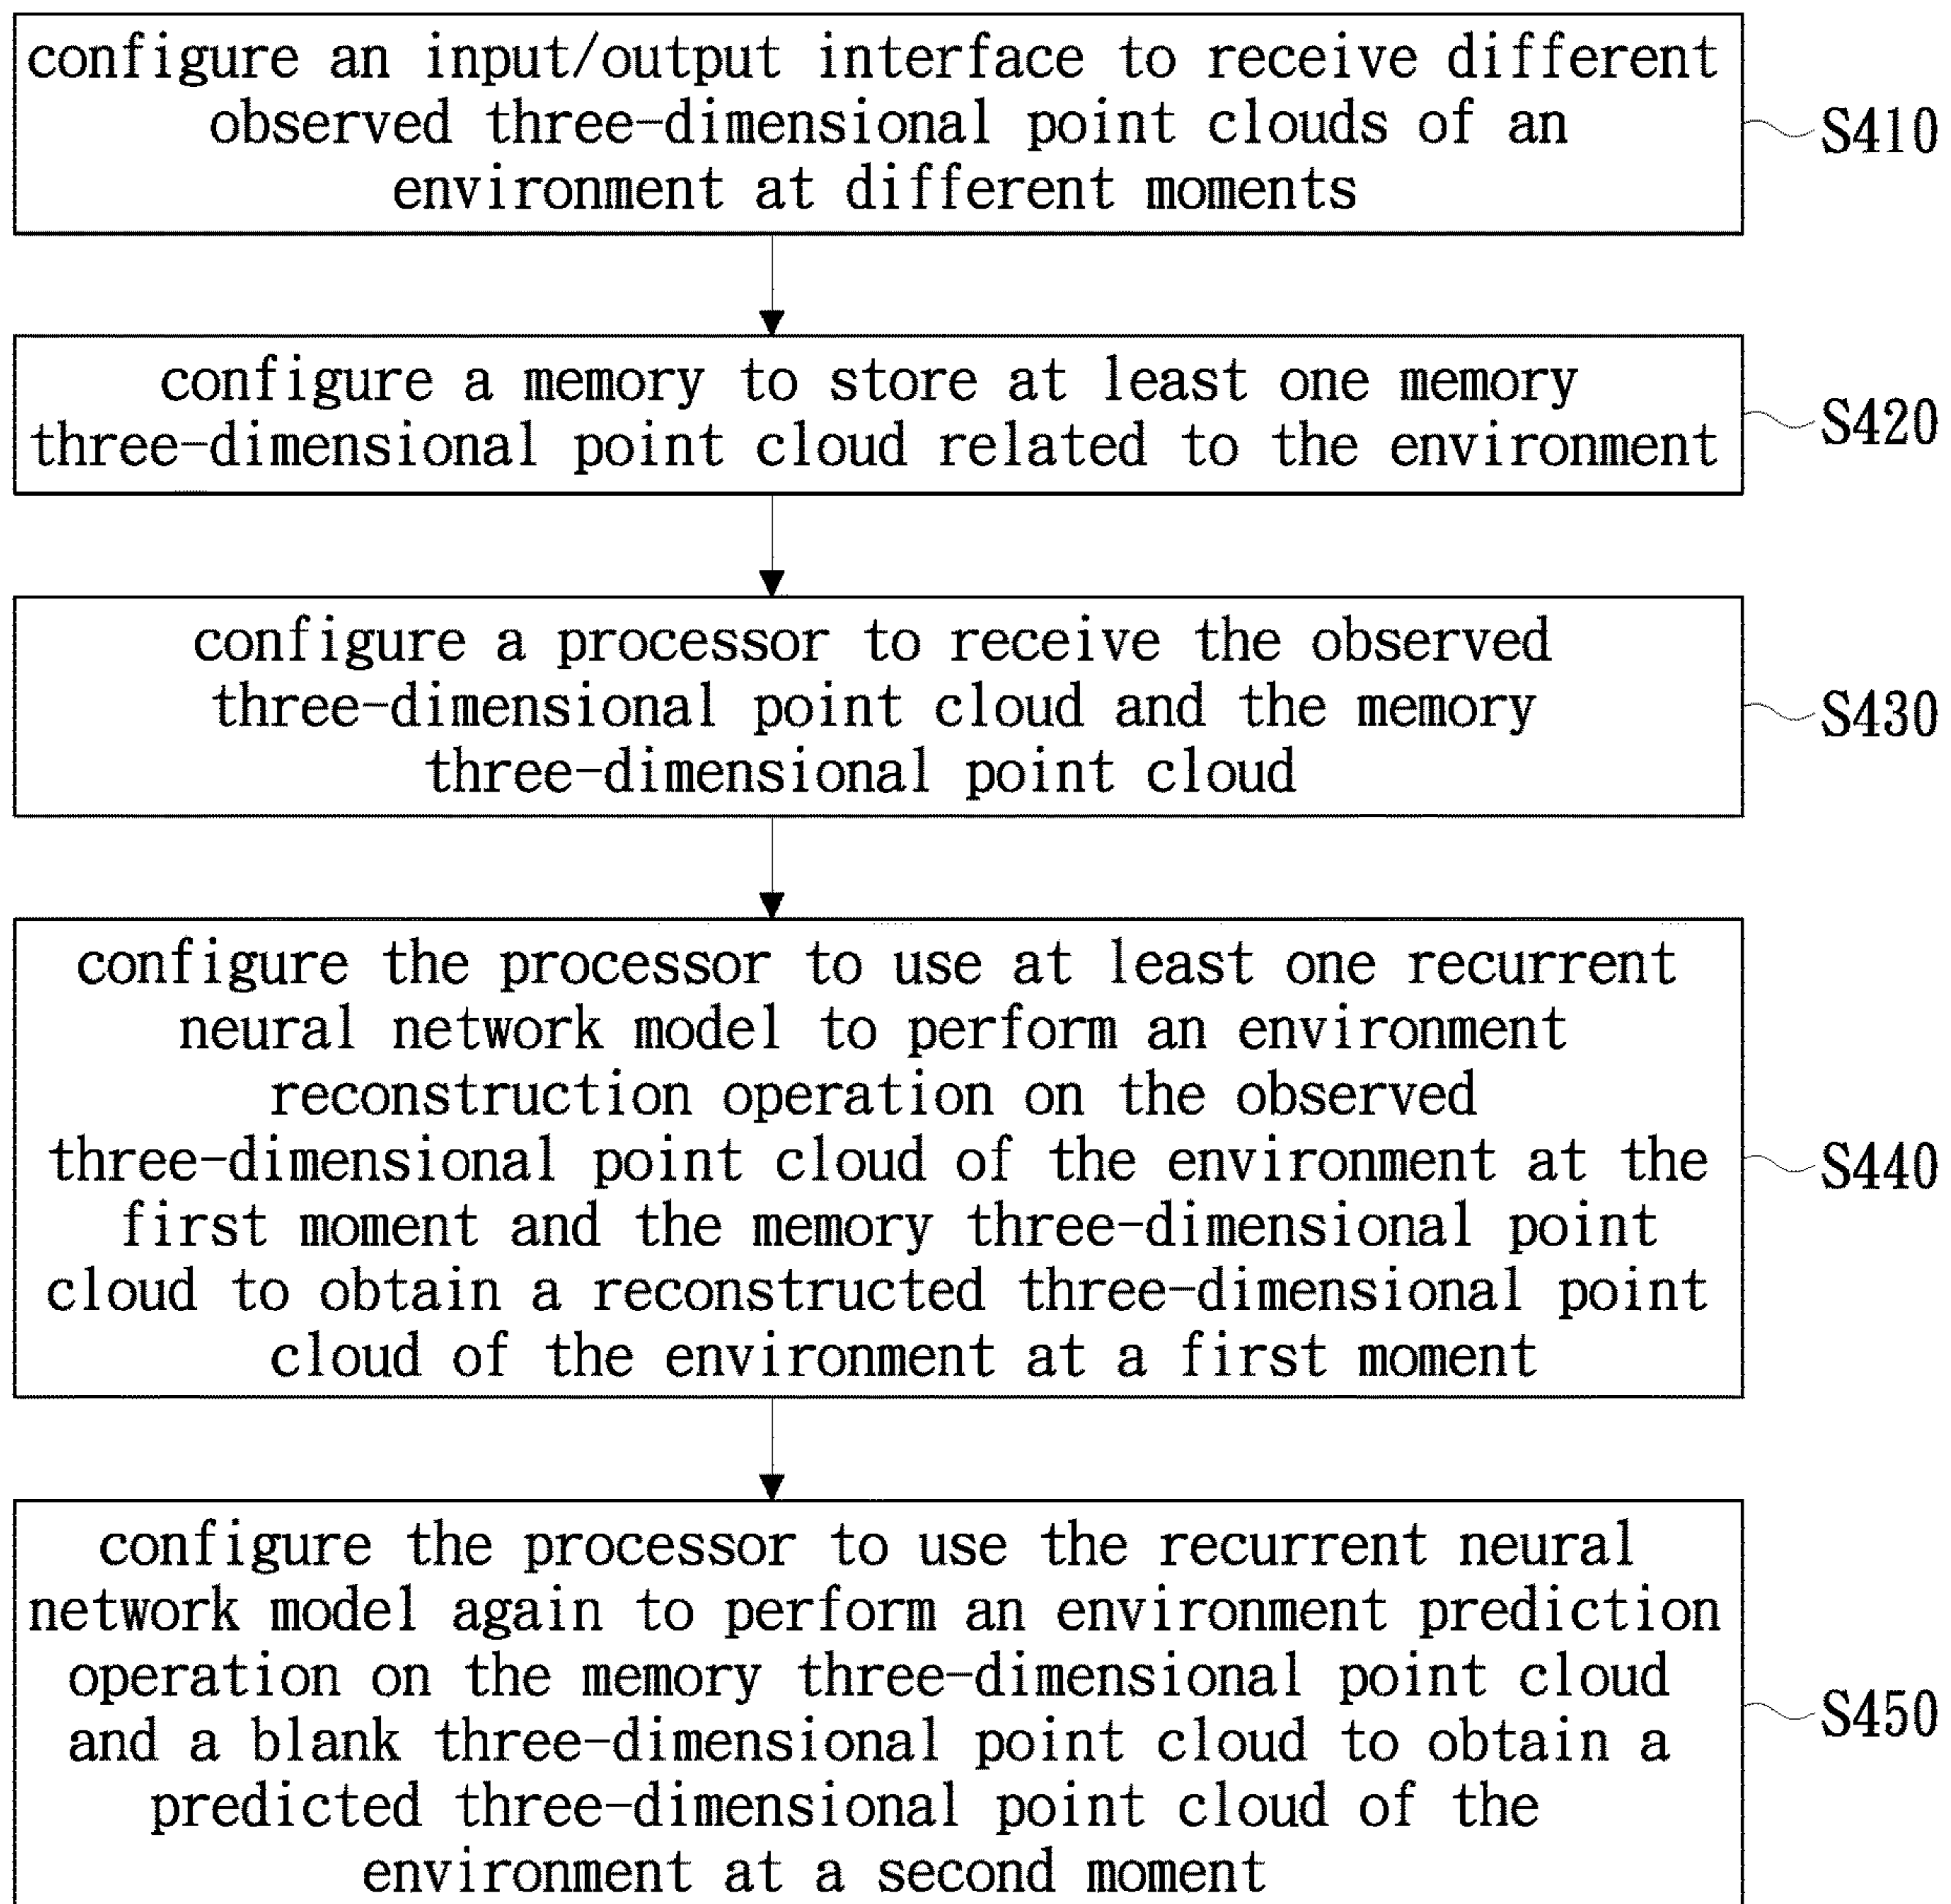 configure an input/output interface to receive different
observed three-dimensional point clouds of an
environment at different moments
S410
configure a memory to store at least one memory
three-dimensional point cloud related to the environment
S420
configure a processor to receive the observed
three-dimensional point cloud and the memory
three-dimensional point cloud
S430
configure the processor to use at least one recurrent
neural network model to perform an environment
reconstruction operation on the observed
three-dimensional point cloud of the environment at the
first moment and the memory three-dimensional point
cloud to obtain a reconstructed three-dimensional point
cloud of the environment at a first moment
S440
configure the processor to use the recurrent neural
network model again to perform an environment prediction
operation on the memory three-dimensional point cloud
and a blank three-dimensional point cloud to obtain a
predicted three-dimensional point cloud of the
environment at a second moment
S450